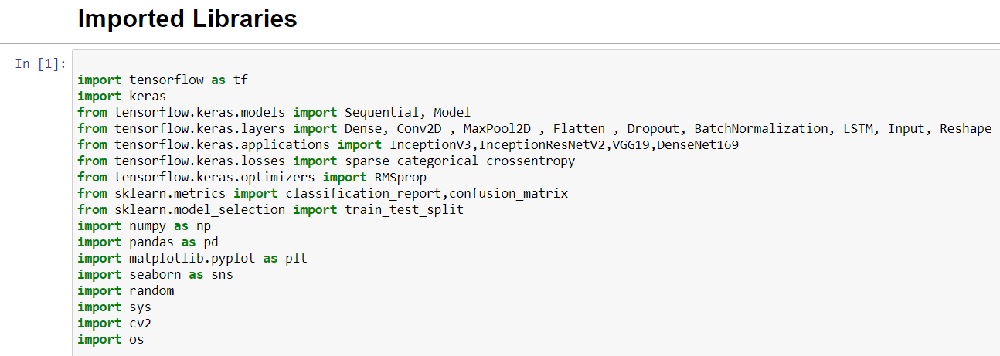 Imported Libraries
In [1]:
import tensorflow as tf
import keras
from tensorflow.keras.models import Sequential, Model
from tensorflow.keras.layers import Dense, Conv2D , MaxPool2D , Flatten , Dropout, BatchNormalization, LSTM, Input, Reshape
from tensorflow.keras.applications import InceptionV3,InceptionResNetV2,VGG19,DenseNet169
from tensorflow.keras.losses import sparse_categorical_crossentropy
from tensorflow.keras.optimizers import RMSprop
from sklearn.metrics import classification_report,confusion_matrix
from sklearn.model_selection import train_test_split
import numpy as np
import pandas as pd
import matplotlib.pyplot as plt
import seaborn as sns
import random
import sys
import cv2
import os